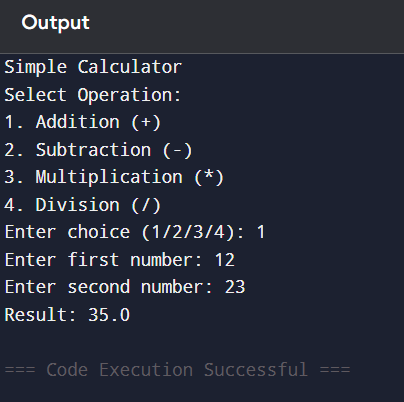 Output
Simple Calculator
Select Operation:
1. Addition (+)
2. Subtraction (-)
3. Multiplication (*)
4. Division (/)
Enter choice (1/2/3/4): 1
Enter first number: 12
Enter second number: 23
Result: 35.0
=== Code Execution Successful ===